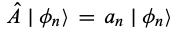 Â | ϕₙ⟩ = aₙ | ϕₙ⟩